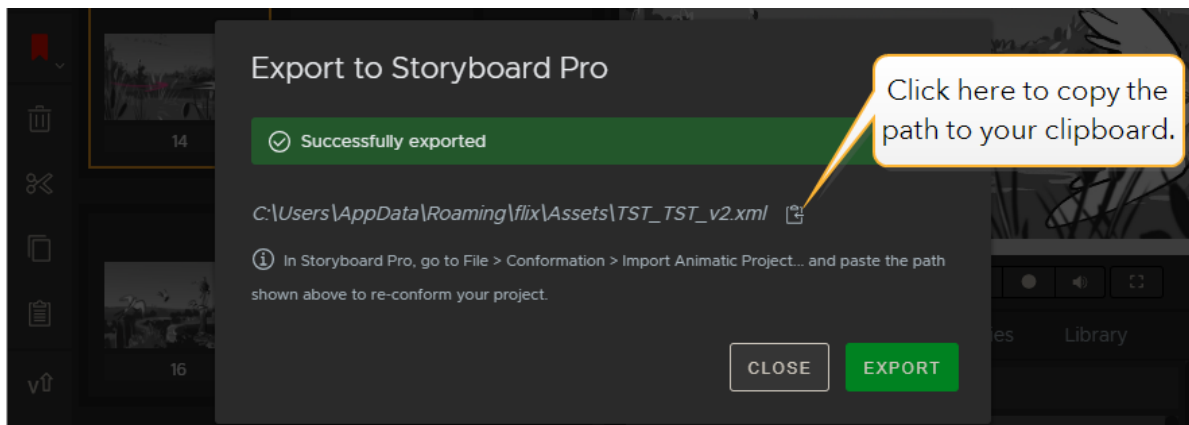 Export to Storyboard Pro
Click here to copy the
path to your clipboard.
Successfully exported
14
C:\Users\AppData\Roaming\flix\Assets\TST_TST_v2.xml
In Storyboard Pro, go to File > Conformation > Import Animatic Project... and paste the path
shown above to re-conform your project.
Library
16
CLOSE
EXPORT
V